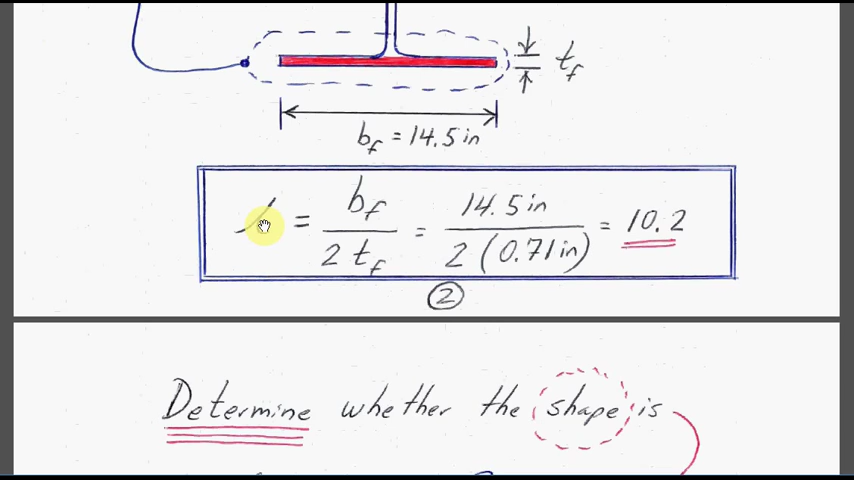 t_f
b_f = 14.5 in
= b_f / 2 t_f = 14.5 in / 2 (0.71 in) = 10.2
2
Determine whether the shape is